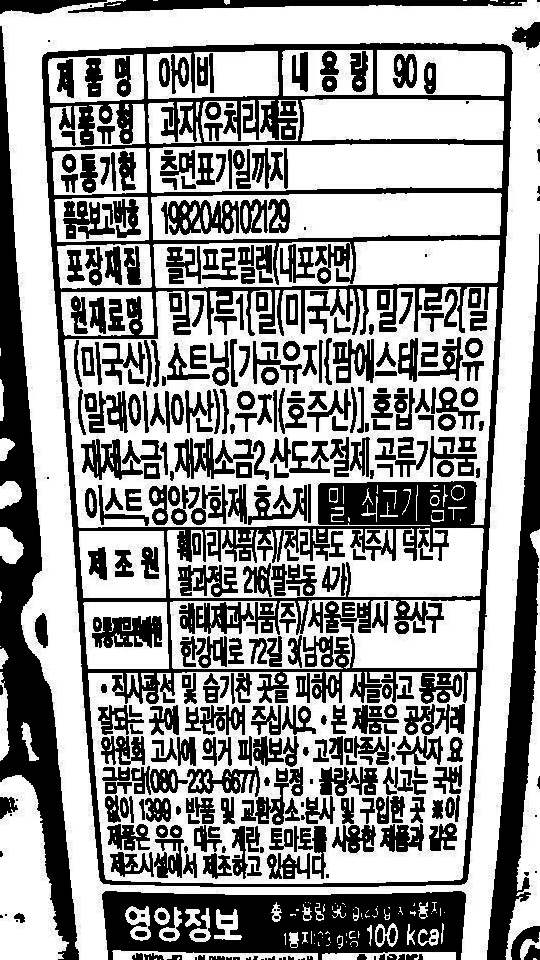 제품명 아이비 내용량 90 g
식품유형 과자(유처리제품)
유통기한 측면표기일까지
품목보고번호 1982048102129
포장재질 폴리프로필렌(내포장면)
원재료명 밀가루1{밀(미국산)},밀가루2{밀
(미국산)},쇼트닝[가공유지{팜에스테르화유
(말레이시아산)},우지(호주산)],혼합식용유,
재제소금1,재제소금2,산도조절제,곡류가공품,
이스트,영양강화제,효소제 밀, 쇠고기 함유
제조원 훼미리식품(주)/전라북도 전주시 덕진구
팔과정로 216(팔복동 4가)
유통전문판매원 해태제과식품(주)/서울특별시 용산구
한강대로 72길 3(남영동)
•직사광선 및 습기찬 곳을 피하여 서늘하고 통풍이
잘되는 곳에 보관하여 주십시오. •본 제품은 공정거래
위원회 고시에 의거 피해보상 •고객만족실:수신자 요
금부담(080-233-6677) •부정·불량식품 신고는 국번
없이 1399 •반품 및 교환장소:본사 및 구입한 곳 ※이
제품은 우유, 대두, 계란, 토마토를 사용한 제품과 같은
제조시설에서 제조하고 있습니다.
영양정보 총 내용량 90 g
1봉지 100 kcal